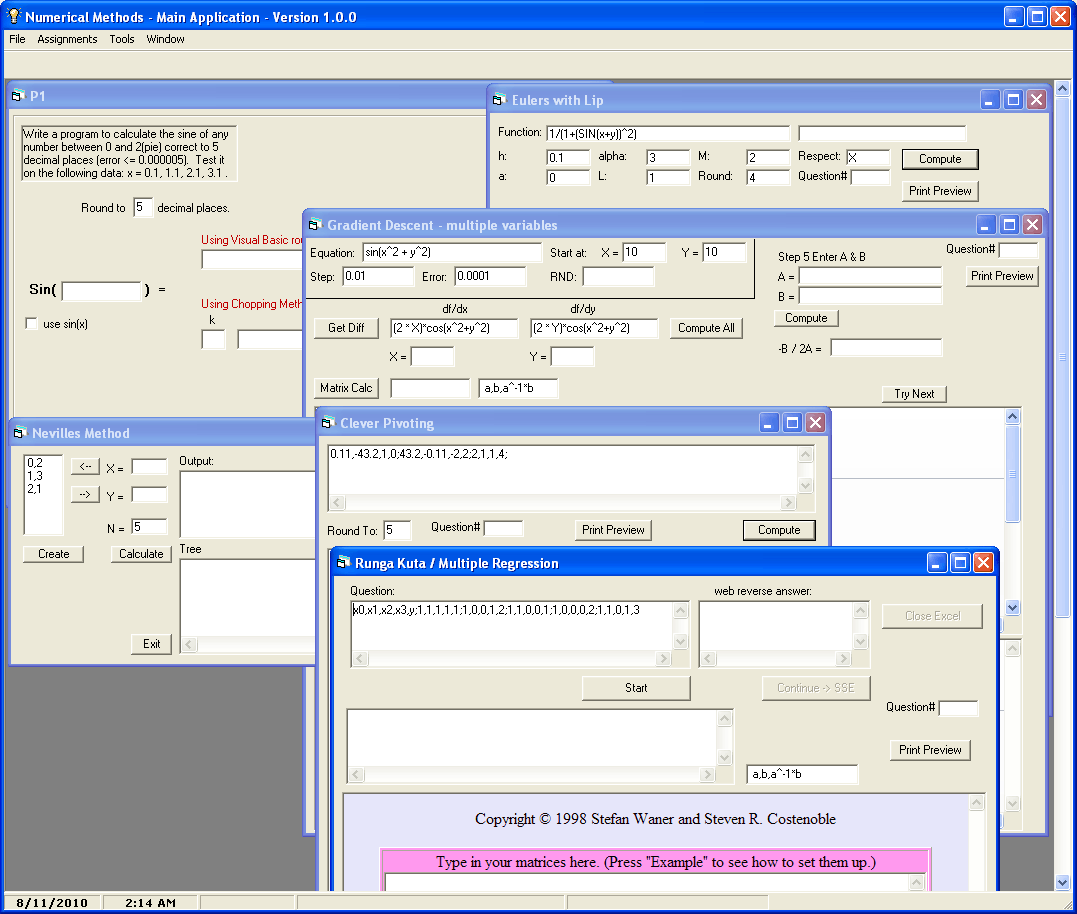 Numerical Methods - Main Application - Version 1.0.0
File Assignments Tools Window
P1
Write a program to calculate the sine of any
number between 0 and 2(pie) correct to 5
decimal places (error <= 0.000005). Test it
on the following data: x = 0.1, 1.1, 2.1, 3.1 .
Round to 5 decimal places.
Using Visual Basic rou
Sin( ) =
Using Chopping Meth
k
use sin(x)
Eulers with Lip
Function: 1/(1+(SIN(x+y))^2)
h: 0.1 alpha: 3 M: 2 Respect: X Compute
a: 0 L: 1 Round: 4 Question#
Print Preview
Gradient Descent - multiple variables
Equation: sin(x^2 + y^2) Start at: X = 10 Y = 10
Step: 0.01 Error: 0.0001 RND:
Question#
Step 5 Enter A & B
A =
Print Preview
B =
Compute
-B / 2A =
Try Next
df/dx df/dy
Get Diff (2 * X)*cos(x^2+y^2) (2 * Y)*cos(x^2+y^2) Compute All
X = Y =
Matrix Calc a,b,a^-1*b
Nevilles Method
0,2
1,3
2,1
<-- X =
--> Y =
N = 5
Create Calculate
Output:
Tree
Exit
Clever Pivoting
0.11,-43.2,1,0;43.2,-0.11,-2,2;2,1,1,4;
Round To: 5 Question# Print Preview Compute
Runga Kuta / Multiple Regression
Question: web reverse answer:
x0,x1,x2,x3,y;1,1,1,1,1;1,0,0,1,2;1,1,0,0,1;1,0,0,0,2;1,1,0,1,3
Close Excel
Start Continue -> SSE
Question#
Print Preview
a,b,a^-1*b
Copyright © 1998 Stefan Waner and Steven R. Costenoble
Type in your matrices here. (Press "Example" to see how to set them up.)
8/11/2010 2:14 AM